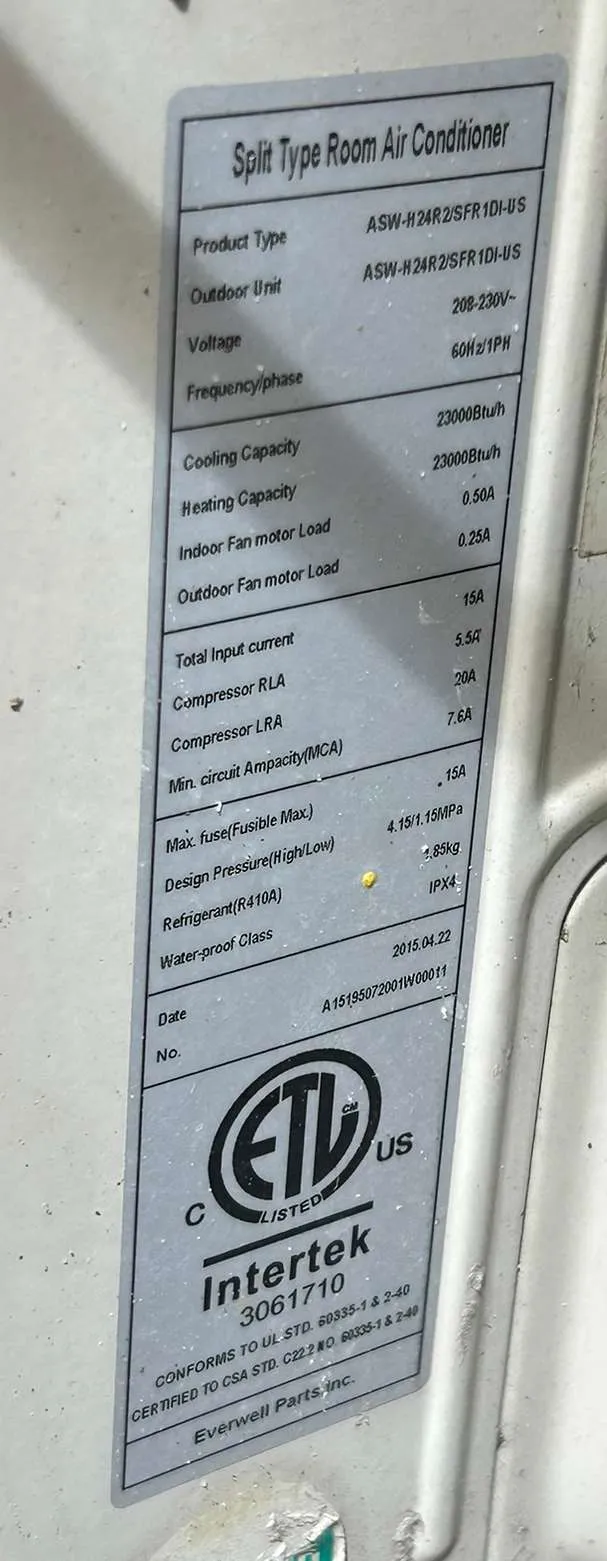 Split Type Room Air Conditioner
Product Type ASW-H24R2/SFR1DI-US
Outdoor Unit ASW-H24R2/SFR1DI-US
Voltage 208-230V~
Frequency/phase 60Hz/1PH
Cooling Capacity 23000Btu/h
Heating Capacity 23000Btu/h
Indoor Fan motor Load 0.50A
Outdoor Fan motor Load 0.25A
Total Input current 15A
Compressor RLA 5.5A
Compressor LRA 20A
Min. circuit Ampacity(MCA) 7.6A
Max. fuse(Fusible Max.) 15A
Design Pressure(High/Low) 4.15/1.15MPa
Refrigerant(R410A) 1.85kg
Water-proof Class IPX4
Date 2015.04.22
No. A15195072001W00011
ETL CM
C LISTED US
Intertek
3061710
CONFORMS TO UL STD. 60335-1 & 2-40
CERTIFIED TO CSA STD. C22.2 NO. 60335-1 & 2-40
Everwell Parts,Inc.